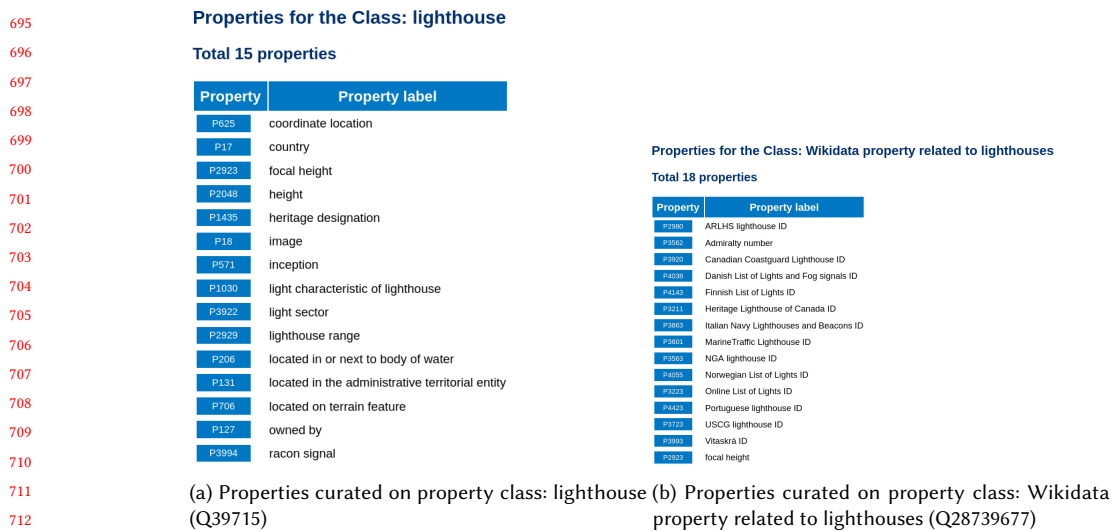 695
696
697
698
699
700
701
702
703
704
705
706
707
708
709
710
711
712
Properties for the Class: lighthouse
Total 15 properties
Property Property label
P625 coordinate location
P17 country
P2923 focal height
P2048 height
P1435 heritage designation
P18 image
P571 inception
P1030 light characteristic of lighthouse
P3922 light sector
P2929 lighthouse range
P206 located in or next to body of water
P131 located in the administrative territorial entity
P706 located on terrain feature
P127 owned by
P3994 racon signal
(a) Properties curated on property class: lighthouse
(Q39715)
Properties for the Class: Wikidata property related to lighthouses
Total 18 properties
Property Property label
P2980 ARLHS lighthouse ID
P3562 Admiralty number
P3920 Canadian Coastguard Lighthouse ID
P4038 Danish List of Lights and Fog signals ID
P4143 Finnish List of Lights ID
P3211 Heritage Lighthouse of Canada ID
P3863 Italian Navy Lighthouses and Beacons ID
P3601 MarineTraffic Lighthouse ID
P3563 NGA lighthouse ID
P4055 Norwegian List of Lights ID
P3223 Online List of Lights ID
P4423 Portuguese lighthouse ID
P3723 USCG lighthouse ID
P3993 Vitaskrá ID
P2923 focal height
(b) Properties curated on property class: Wikidata
property related to lighthouses (Q28739677)